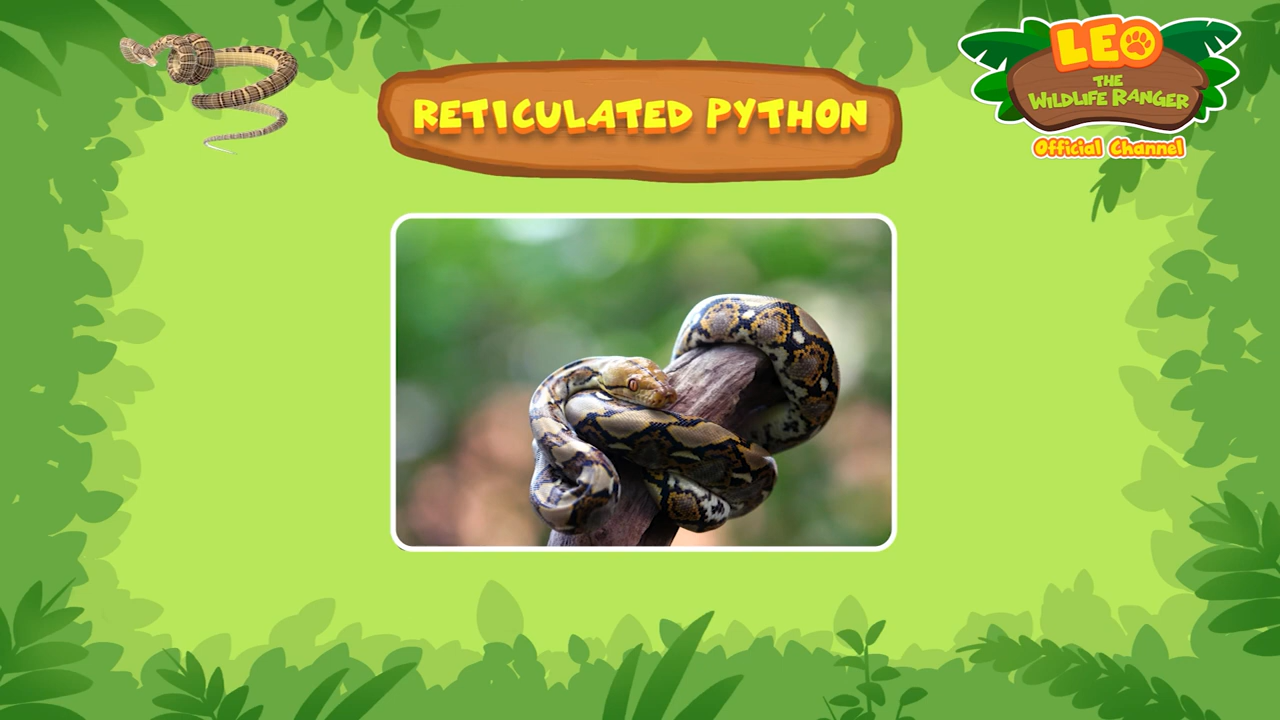 RETICULATED PYTHON
LEO
THE
WILDLIFE RANGER
Official Channel